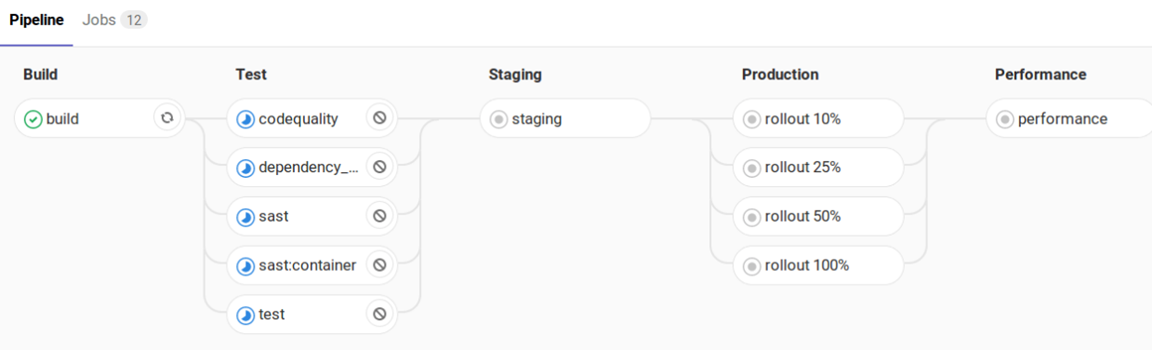 Pipeline Jobs 12
Build Test Staging Production Performance
build codequality staging rollout 10% performance
dependency_... rollout 25%
sast rollout 50%
sast:container rollout 100%
test